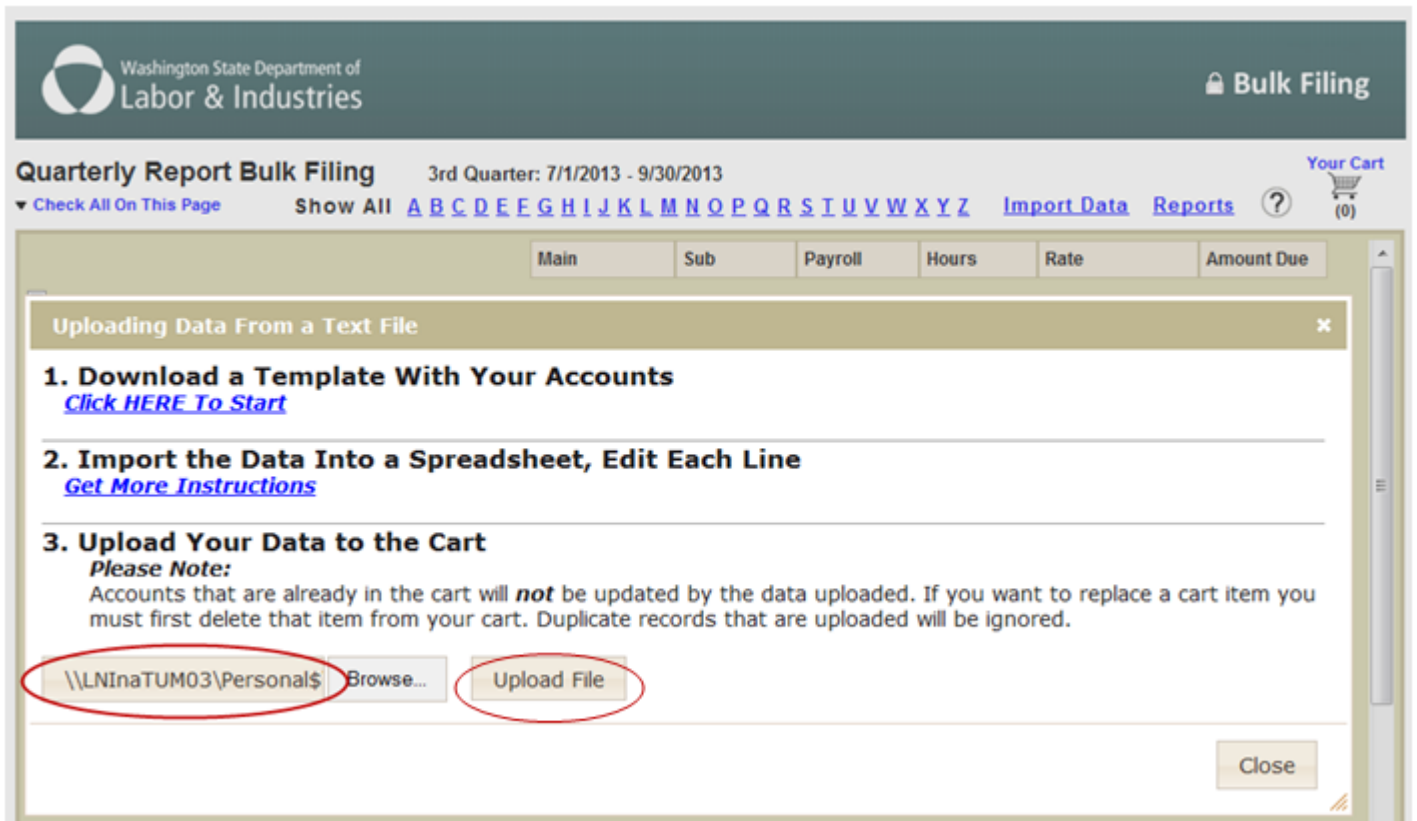 Washington State Department of
Labor & Industries
Bulk Filing
Quarterly Report Bulk Filing 3rd Quarter: 7/1/2013 - 9/30/2013 Your Cart
Check All On This Page Show All A B C D E F G H I J K L M N O P Q R S T U V W X Y Z Import Data Reports ? (0)
Main Sub Payroll Hours Rate Amount Due
Uploading Data From a Text File
1. Download a Template With Your Accounts
Click HERE To Start
2. Import the Data Into a Spreadsheet, Edit Each Line
Get More Instructions
3. Upload Your Data to the Cart
Please Note:
Accounts that are already in the cart will not be updated by the data uploaded. If you want to replace a cart item you
must first delete that item from your cart. Duplicate records that are uploaded will be ignored.
\\LNInaTUM03\Personal$ Browse... Upload File
Close